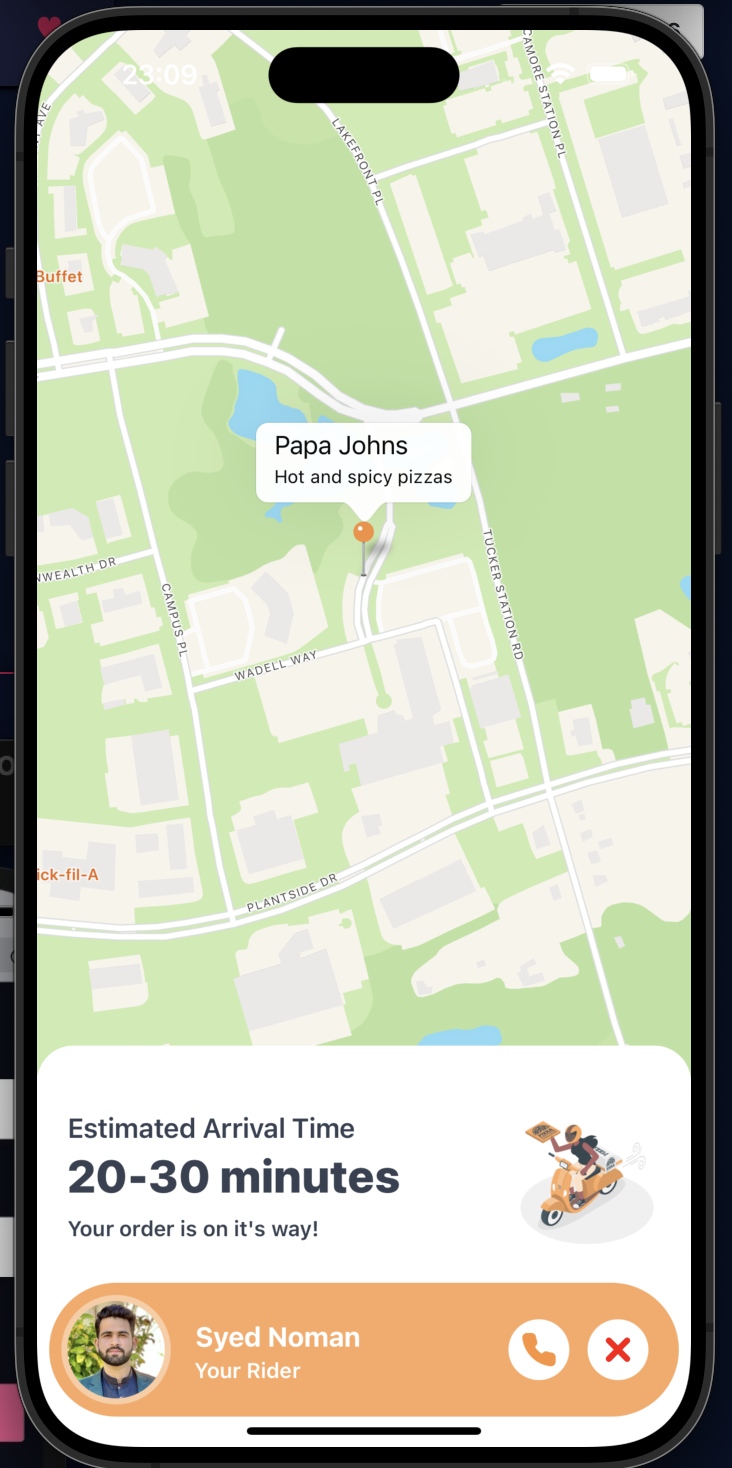 23:09
LAKEFRONT PL
CAMORE STATION PL
Buffet
Papa Johns
Hot and spicy pizzas
NWEALTH DR
CAMPUS PL
TUCKER STATION RD
WADELL WAY
ick-fil-A
PLANTSIDE DR
Estimated Arrival Time
20-30 minutes
Your order is on it's way!
Syed Noman
Your Rider